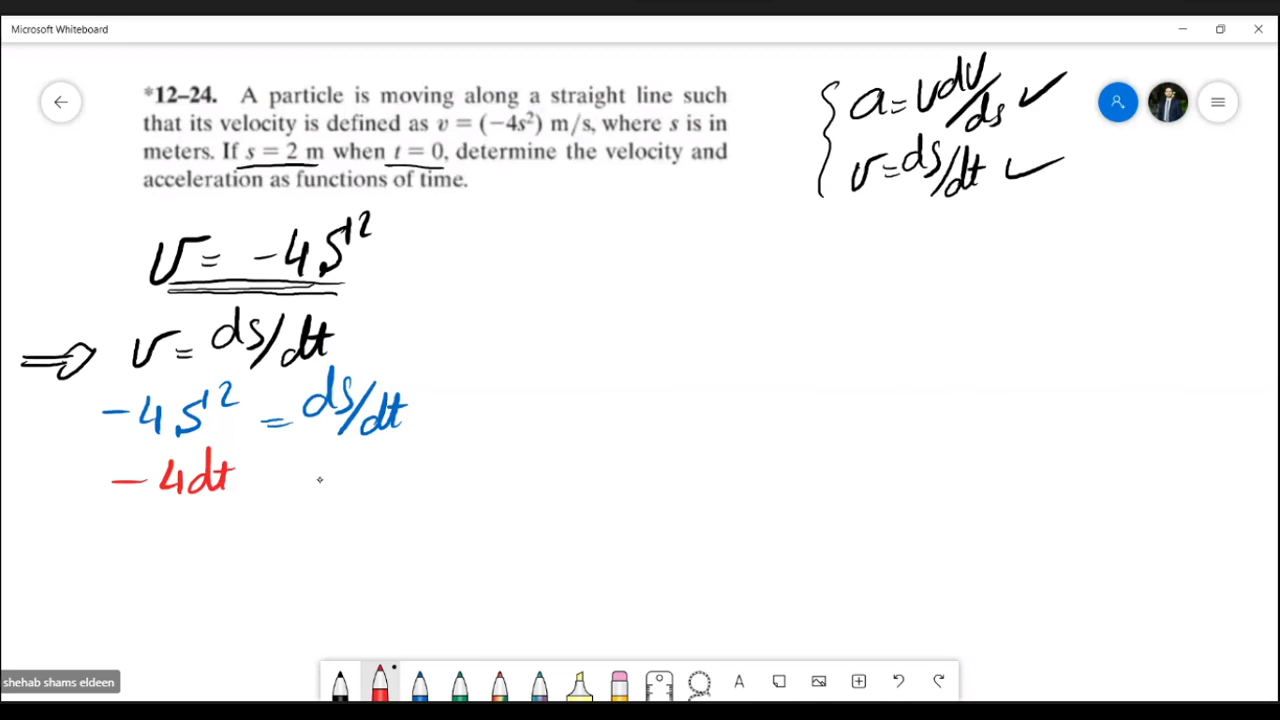 Microsoft Whiteboard
*12–24. A particle is moving along a straight line such
that its velocity is defined as v = (−4s²) m/s, where s is in
meters. If s = 2 m when t = 0, determine the velocity and
acceleration as functions of time.
a = v dv/ds ✓
v = ds/dt ✓
v = -4s²
⇒ v = ds/dt
-4s² = ds/dt
-4dt
shehab shams eldeen
A